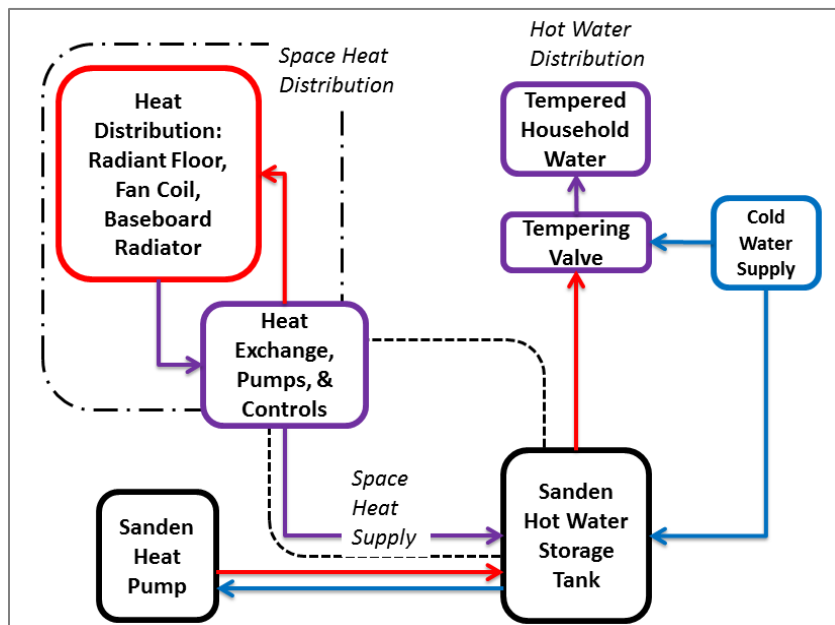 Space Heat
Distribution
Hot Water
Distribution
Heat
Distribution:
Radiant Floor,
Fan Coil,
Baseboard
Radiator
Tempered
Household
Water
Tempering
Valve
Cold
Water
Supply
Heat
Exchange,
Pumps, &
Controls
Space
Heat
Supply
Sanden
Heat
Pump
Sanden
Hot Water
Storage
Tank